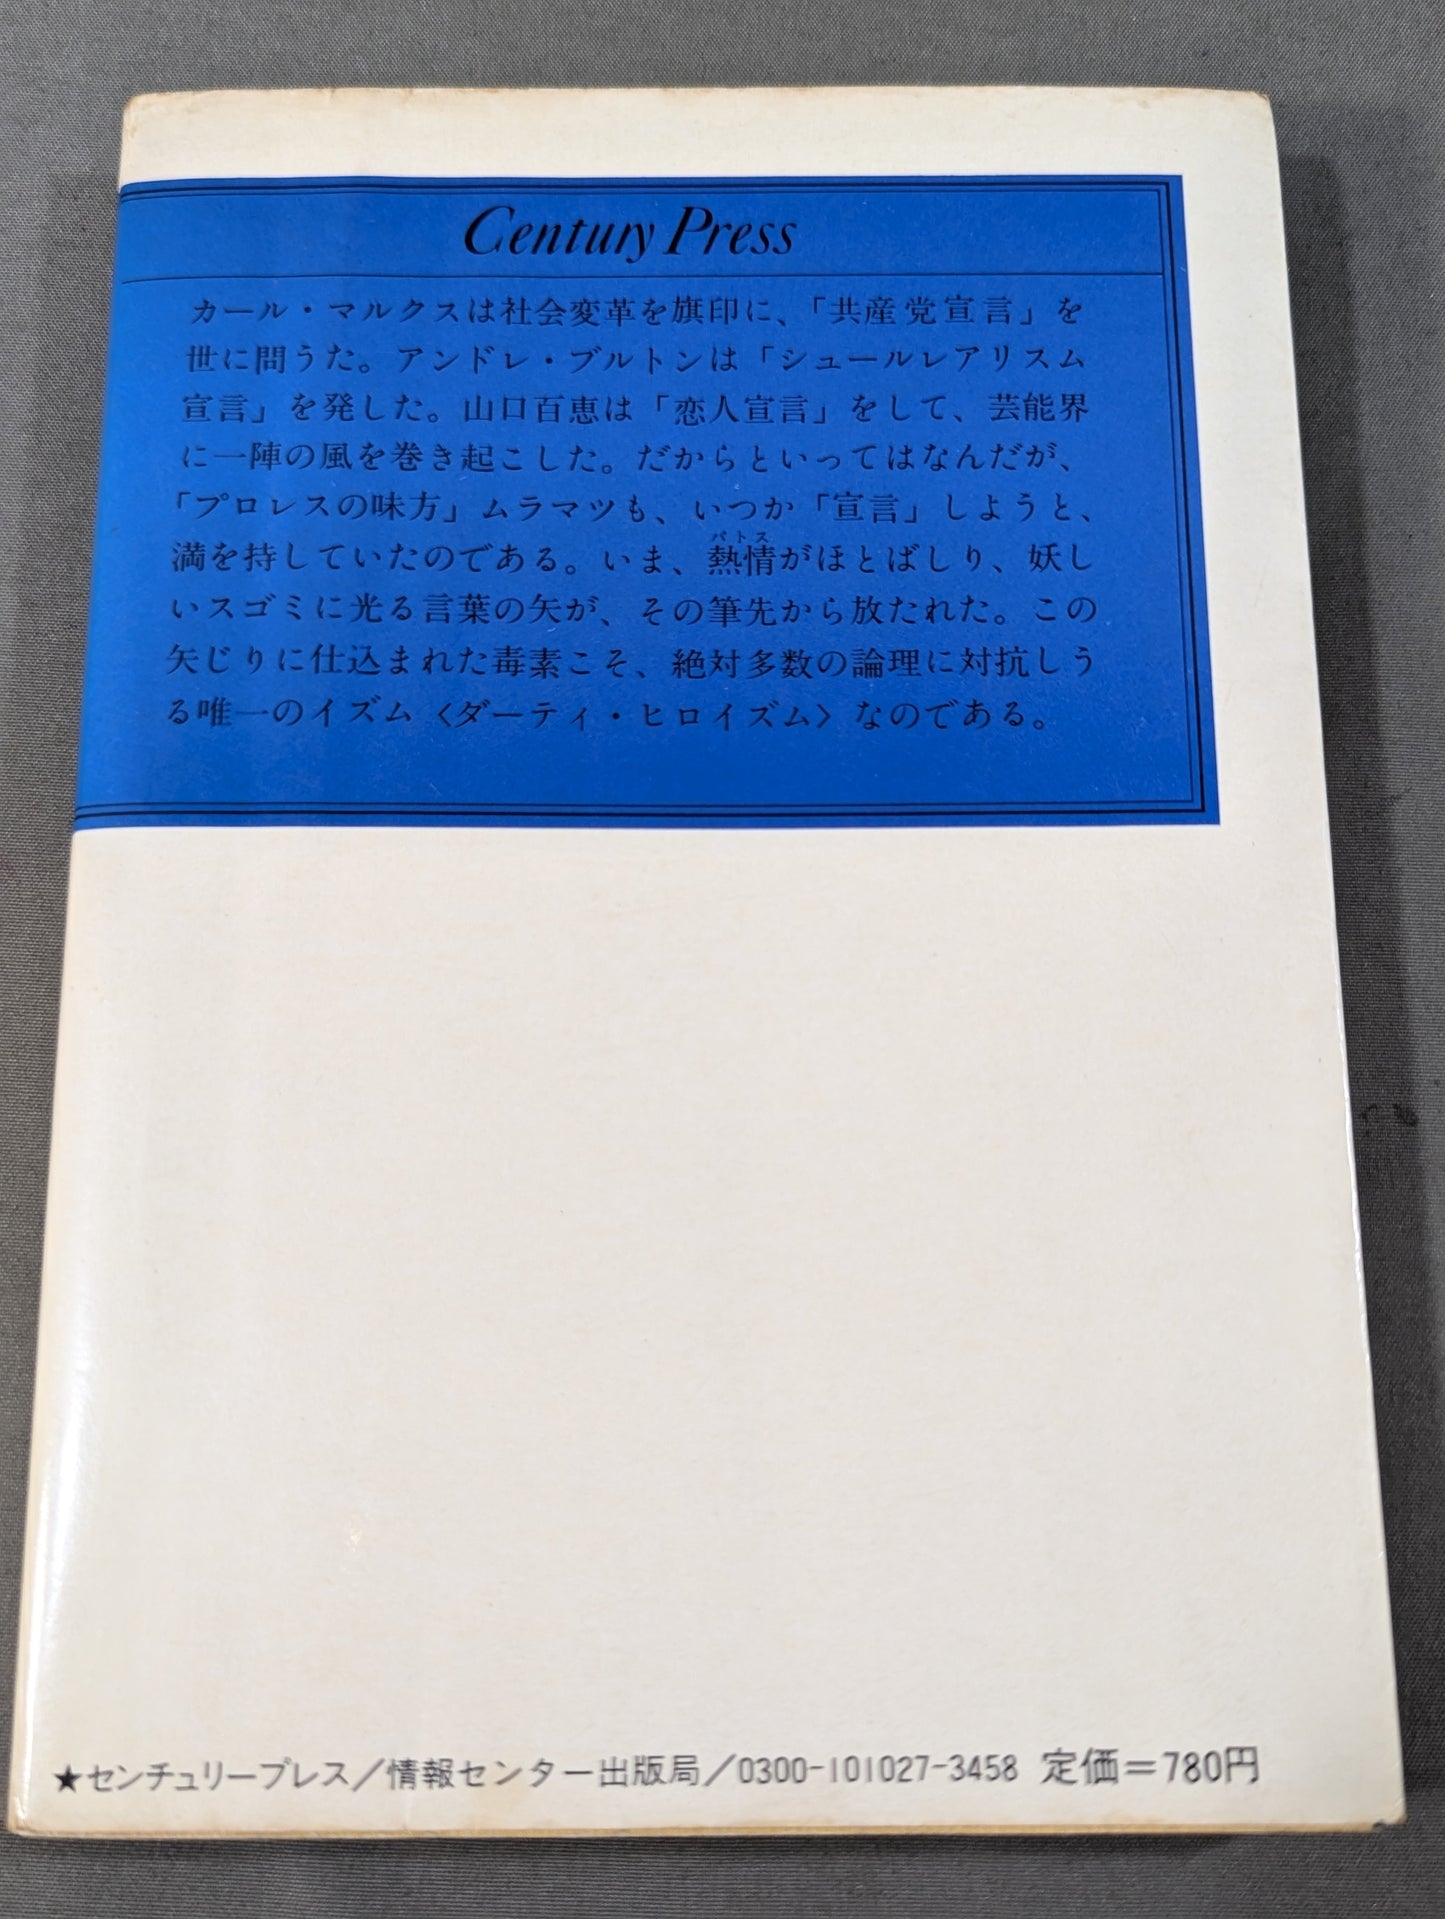 Century Press
カール・マルクスは社会変革を旗印に、「共産党宣言」を
世に問うた。アンドレ・ブルトンは「シュールレアリスム
宣言」を発した。山口百恵は「恋人宣言」をして、芸能界
に一陣の風を巻き起こした。だからといってはなんだが、
「プロレスの味方」ムラマツも、いつか「宣言」しようと、
パトス
満を持していたのである。いま、熱情がほとばしり、妖し
いスゴミに光る言葉の矢が、その筆先から放たれた。この
矢じりに仕込まれた毒素こそ、絶対多数の論理に対抗しう
る唯一のイズム〈ダーティ・ヒロイズム〉なのである。
★センチュリープレス／情報センター出版局／0300-101027-3458 定価＝780円